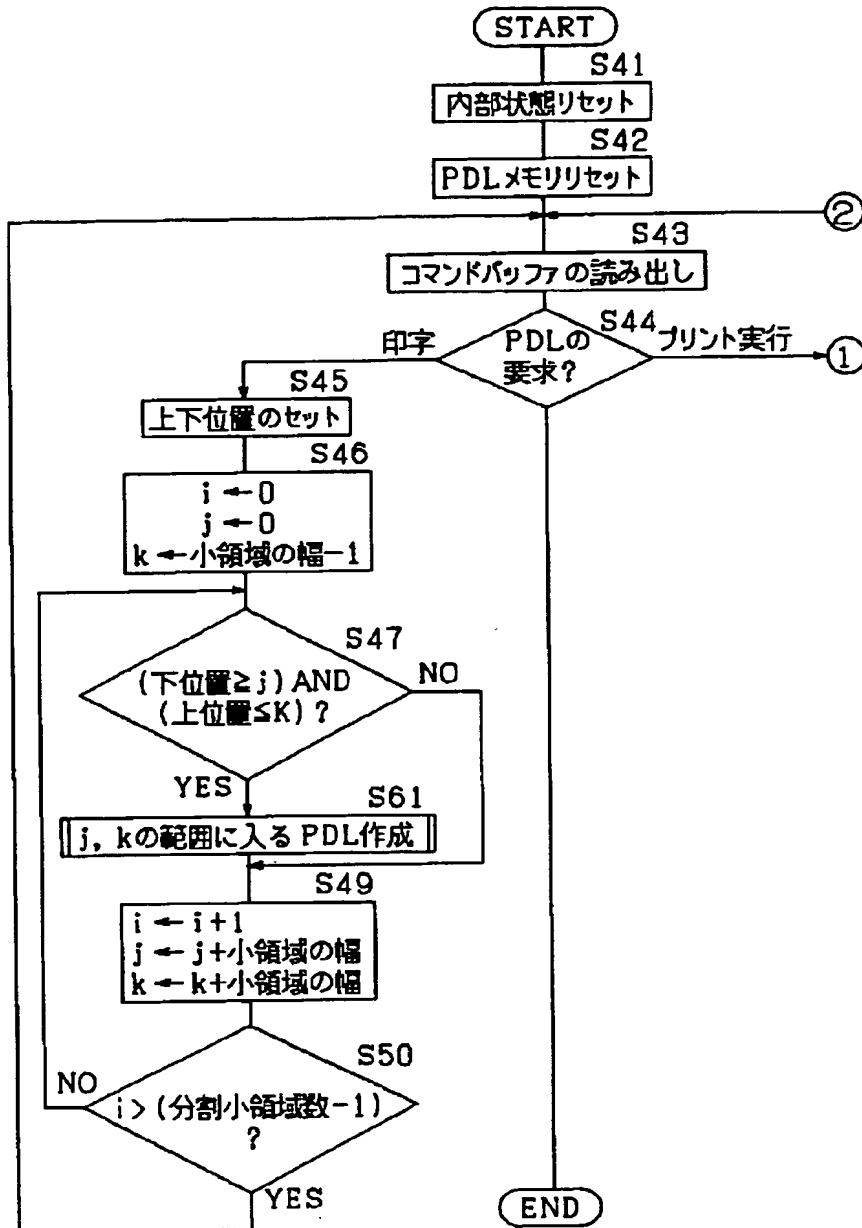 START
S41
内部状態リセット
S42
PDLメモリリセット
②
S43
コマンドバッファの読み出し
S44
印字
PDLの
要求?
プリント実行
①
S45
上下位置のセット
S46
i ← 0
j ← 0
k ← 小領域の幅-1
S47
(下位置≧j) AND
(上位置≦K) ?
NO
YES
S61
j, kの範囲に入る PDL作成
S49
i ← i+1
j ← j+小領域の幅
k ← k+小領域の幅
S50
NO
i > (分割小領域数-1)
?
YES
END